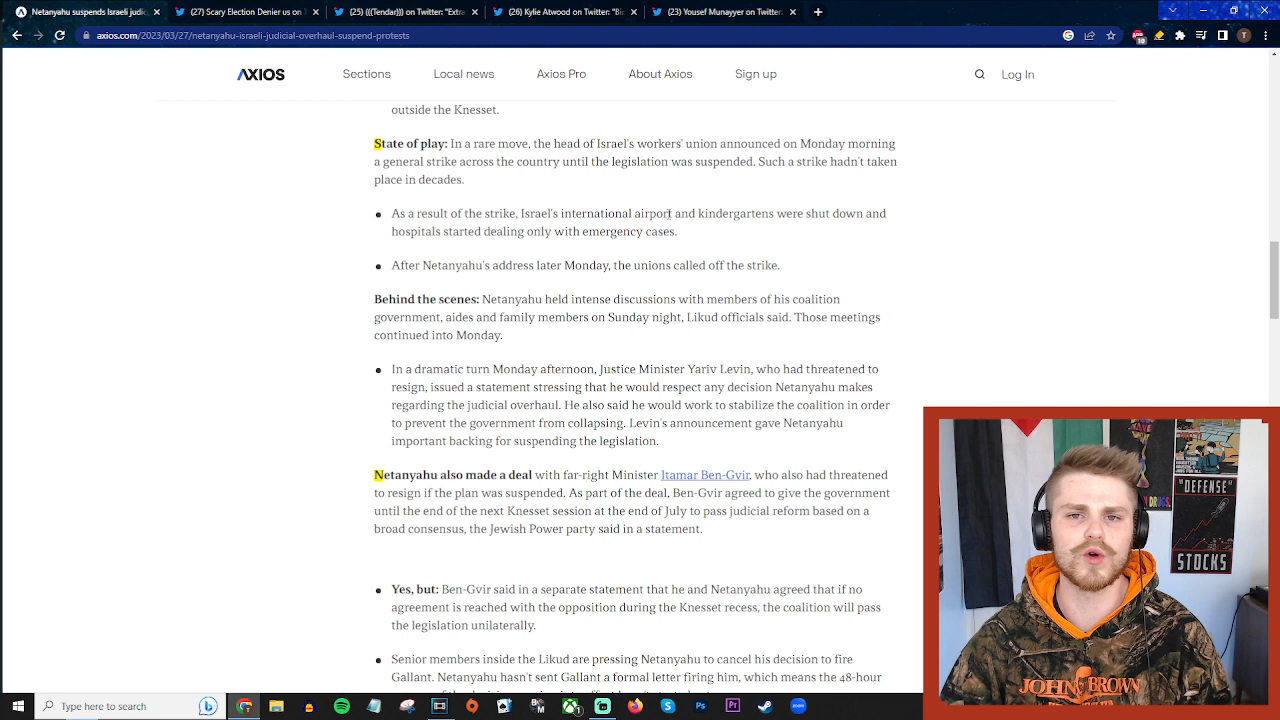 Netanyahu suspends Israeli judic
(27) Scary Election Denier us on T
(25) (((Tendar))) on Twitter: "Extra
(26) Kylie Atwood on Twitter: "Bi
(23) Yousef Munayyer on Twitter:
axios.com/2023/03/27/netanyahu-israeli-judicial-overhaul-suspend-protests
10
T
AXIOS
Sections
Local news
Axios Pro
About Axios
Sign up
Log In
outside the Knesset.
State of play: In a rare move, the head of Israel's workers' union announced on Monday morning
a general strike across the country until the legislation was suspended. Such a strike hadn't taken
place in decades.
As a result of the strike, Israel's international airport and kindergartens were shut down and
hospitals started dealing only with emergency cases.
After Netanyahu's address later Monday, the unions called off the strike.
Behind the scenes: Netanyahu held intense discussions with members of his coalition
government, aides and family members on Sunday night, Likud officials said. Those meetings
continued into Monday.
In a dramatic turn Monday afternoon, Justice Minister Yariv Levin, who had threatened to
resign, issued a statement stressing that he would respect any decision Netanyahu makes
regarding the judicial overhaul. He also said he would work to stabilize the coalition in order
to prevent the government from collapsing. Levin's announcement gave Netanyahu
important backing for suspending the legislation.
Netanyahu also made a deal with far-right Minister Itamar Ben-Gvir, who also had threatened
to resign if the plan was suspended. As part of the deal, Ben-Gvir agreed to give the government
until the end of the next Knesset session at the end of July to pass judicial reform based on a
broad consensus, the Jewish Power party said in a statement.
Yes, but: Ben-Gvir said in a separate statement that he and Netanyahu agreed that if no
agreement is reached with the opposition during the Knesset recess, the coalition will pass
the legislation unilaterally.
Senior members inside the Likud are pressing Netanyahu to cancel his decision to fire
Gallant. Netanyahu hasn't sent Gallant a formal letter firing him, which means the 48-hour
DRUGS.
"DEFENSE"
STOCKS
JOHN BROWN
Type here to search